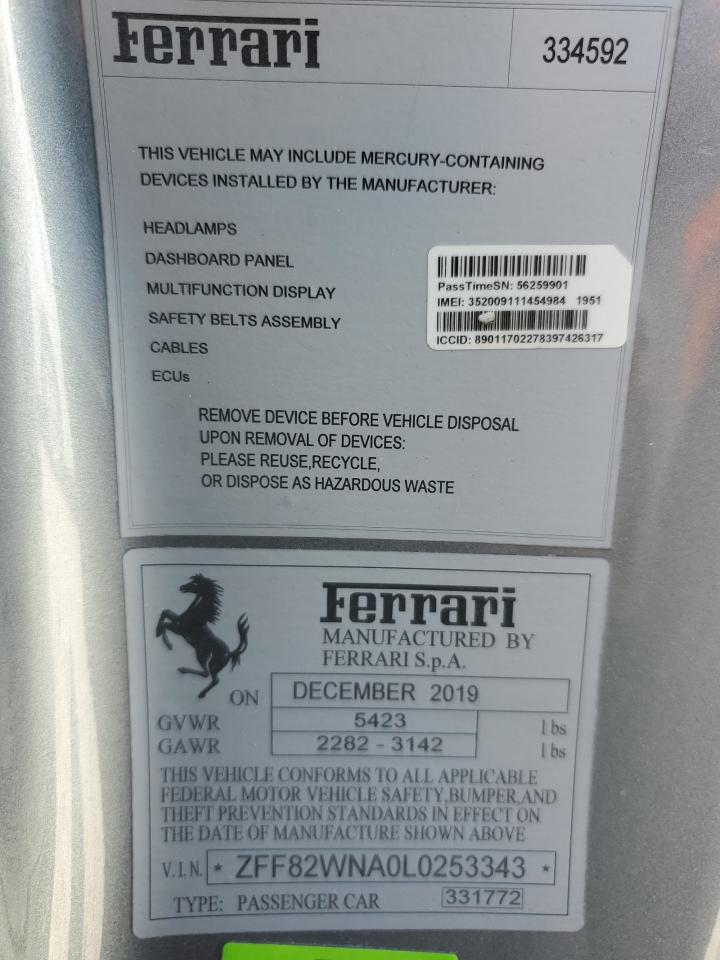 Ferrari
334592
THIS VEHICLE MAY INCLUDE MERCURY-CONTAINING
DEVICES INSTALLED BY THE MANUFACTURER:
HEADLAMPS
DASHBOARD PANEL
MULTIFUNCTION DISPLAY
SAFETY BELTS ASSEMBLY
CABLES
ECUs
PassTimeSN: 56259901
IMEI: 352009111454984 1951
ICCID: 89011702278397426317
REMOVE DEVICE BEFORE VEHICLE DISPOSAL
UPON REMOVAL OF DEVICES:
PLEASE REUSE,RECYCLE,
OR DISPOSE AS HAZARDOUS WASTE
Ferrari
MANUFACTURED BY
FERRARI S.p.A.
ON DECEMBER 2019
GVWR 5423 lbs
GAWR 2282 - 3142 lbs
THIS VEHICLE CONFORMS TO ALL APPLICABLE
FEDERAL MOTOR VEHICLE SAFETY,BUMPER,AND
THEFT PREVENTION STANDARDS IN EFFECT ON
THE DATE OF MANUFACTURE SHOWN ABOVE
V.I.N. * ZFF82WNA0L0253343 *
TYPE: PASSENGER CAR 331772